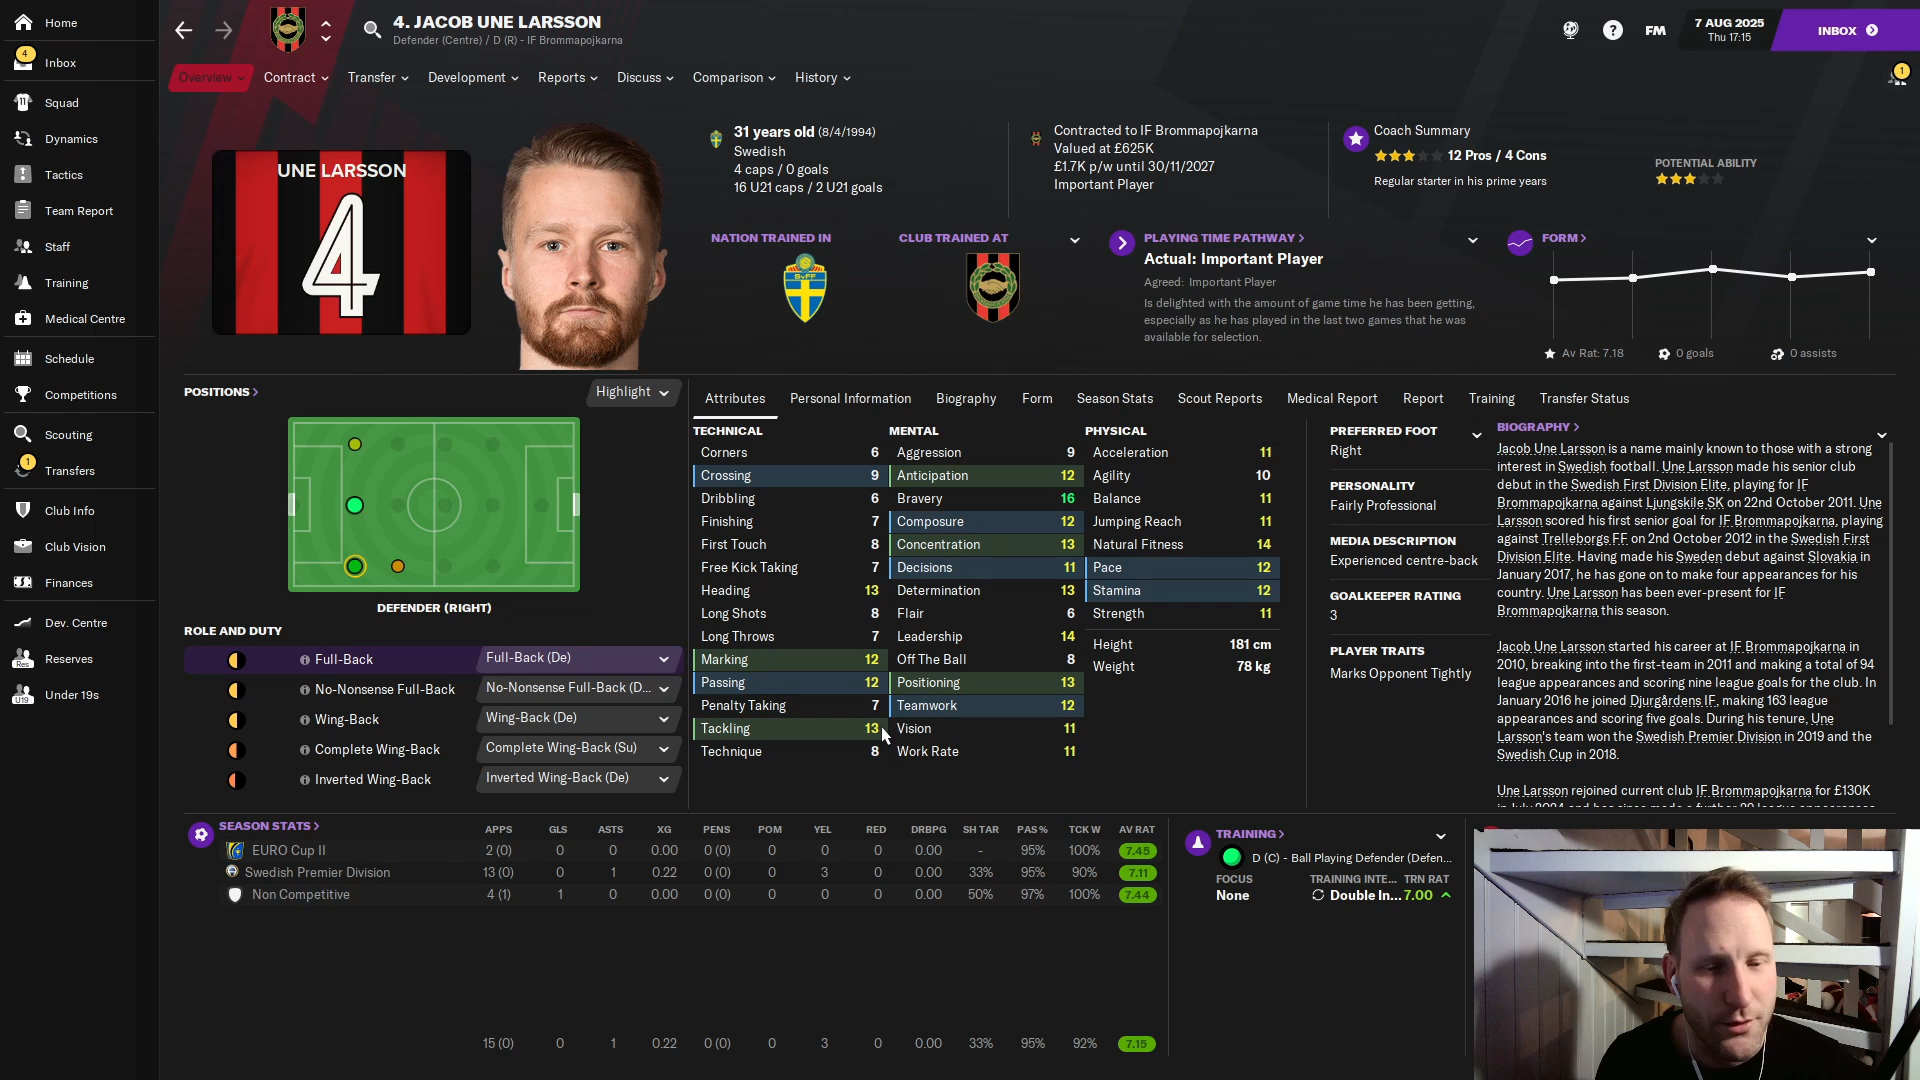 Home
4
Inbox
Squad
Dynamics
Tactics
Team Report
Staff
Training
Medical Centre
Schedule
Competitions
Scouting
1
Transfers
Club Info
Club Vision
Finances
Dev. Centre
Reserves
Under 19s
4. JACOB UNE LARSSON
Defender (Centre) / D (R) - IF Brommapojkarna
FM
7 AUG 2025
Thu 17:15
INBOX
Overview
Contract
Transfer
Development
Reports
Discuss
Comparison
History
1
UNE LARSSON
4
31 years old (8/4/1994)
Swedish
4 caps / 0 goals
16 U21 caps / 2 U21 goals
Contracted to IF Brommapojkarna
Valued at £625K
£1.7K p/w until 30/11/2027
Important Player
Coach Summary
12 Pros / 4 Cons
Regular starter in his prime years
POTENTIAL ABILITY
NATION TRAINED IN
CLUB TRAINED AT
PLAYING TIME PATHWAY >
Actual: Important Player
Agreed: Important Player
Is delighted with the amount of game time he has been getting,
especially as he has played in the last two games that he was
available for selection.
FORM >
Av Rat: 7.18
0 goals
0 assists
POSITIONS >
Highlight
DEFENDER (RIGHT)
ROLE AND DUTY
Full-Back Full-Back (De)
No-Nonsense Full-Back No-Nonsense Full-Back (D...
Wing-Back Wing-Back (De)
Complete Wing-Back Complete Wing-Back (Su)
Inverted Wing-Back Inverted Wing-Back (De)
Attributes
Personal Information
Biography
Form
Season Stats
Scout Reports
Medical Report
Report
Training
Transfer Status
TECHNICAL
Corners 6
Crossing 9
Dribbling 6
Finishing 7
First Touch 8
Free Kick Taking 7
Heading 13
Long Shots 8
Long Throws 7
Marking 12
Passing 12
Penalty Taking 7
Tackling 13
Technique 8
MENTAL
Aggression 9
Anticipation 12
Bravery 16
Composure 12
Concentration 13
Decisions 11
Determination 13
Flair 6
Leadership 14
Off The Ball 8
Positioning 13
Teamwork 12
Vision 11
Work Rate 11
PHYSICAL
Acceleration 11
Agility 10
Balance 11
Jumping Reach 11
Natural Fitness 14
Pace 12
Stamina 12
Strength 11
Height 181 cm
Weight 78 kg
PREFERRED FOOT
Right
PERSONALITY
Fairly Professional
MEDIA DESCRIPTION
Experienced centre-back
GOALKEEPER RATING
3
PLAYER TRAITS
Marks Opponent Tightly
BIOGRAPHY >
Jacob Une Larsson is a name mainly known to those with a strong
interest in Swedish football. Une Larsson made his senior club
debut in the Swedish First Division Elite, playing for IF
Brommapojkarna against Ljungskile SK on 22nd October 2011. Une
Larsson scored his first senior goal for IF Brommapojkarna, playing
against Trelleborgs FF on 2nd October 2012 in the Swedish First
Division Elite. Having made his Sweden debut against Slovakia in
January 2017, he has gone on to make four appearances for his
country. Une Larsson has been ever-present for IF
Brommapojkarna this season.
Jacob Une Larsson started his career at IF Brommapojkarna in
2010, breaking into the first-team in 2011 and making a total of 94
league appearances and scoring nine league goals for the club. In
January 2016 he joined Djurgårdens IF, making 163 league
appearances and scoring five goals. During his tenure, Une
Larsson's team won the Swedish Premier Division in 2019 and the
Swedish Cup in 2018.
Une Larsson rejoined current club IF Brommapojkarna for £130K
SEASON STATS > APPS GLS ASTS XG PENS POM YEL RED DRBPG SH TAR PAS % TCK W AV RAT
EURO Cup II 2 (0) 0 0 0.00 0 (0) 0 0 0 0.00 - 95% 100% 7.45
Swedish Premier Division 13 (0) 0 1 0.22 0 (0) 0 3 0 0.00 33% 95% 90% 7.11
Non Competitive 4 (1) 1 0 0.00 0 (0) 0 0 0 0.00 50% 97% 100% 7.44
15 (0) 0 1 0.22 0 (0) 0 3 0 0.00 33% 95% 92% 7.15
TRAINING >
D (C) - Ball Playing Defender (Defen...
FOCUS TRAINING INTE... TRN RAT
None Double In... 7.00